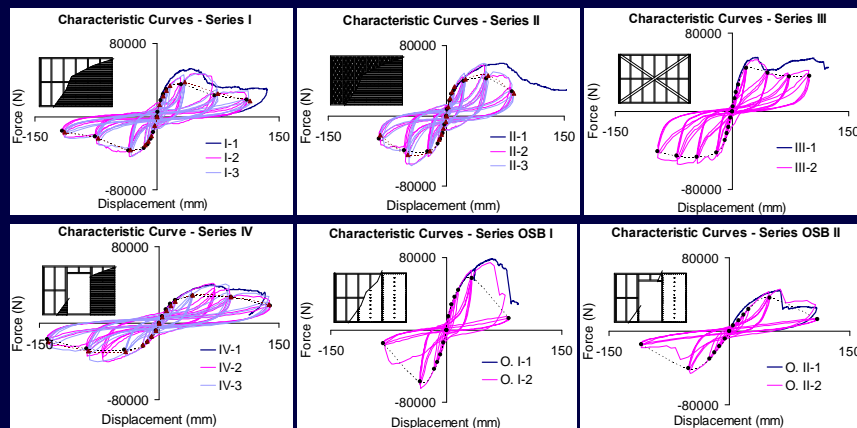 Characteristic Curves - Series I
80000
Force (N)
-150
150
I-1
I-2
I-3
-80000
Displacement (mm)
Characteristic Curves - Series II
80000
Force (N)
-150
150
II-1
II-2
II-3
-80000
Displacement (mm)
Characteristic Curves - Series III
80000
Force (N)
-150
150
III-1
III-2
-80000
Displacement (mm)
Characteristic Curve - Series IV
80000
Force (N)
-150
150
IV-1
IV-2
IV-3
-80000
Displacement (mm)
Characteristic Curves - Series OSB I
80000
Force (N)
-150
150
O. I-1
O. I-2
-80000
Displacement (mm)
Characteristic Curves - Series OSB II
80000
Force (N)
-150
150
O. II-1
O. II-2
-80000
Displacement (mm)